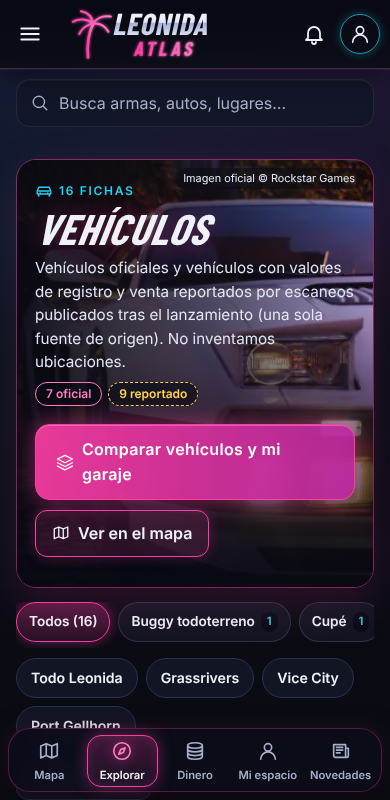 LEONIDA
ATLAS
Busca armas, autos, lugares...
Imagen oficial © Rockstar Games
16 FICHAS
VEHÍCULOS
Vehículos oficiales y vehículos con valores
de registro y venta reportados por escaneos
publicados tras el lanzamiento (una sola
fuente de origen). No inventamos
ubicaciones.
7 oficial 9 reportado
Comparar vehículos y mi
garaje
Ver en el mapa
Todos (16) Buggy todoterreno 1 Cupé 1
Todo Leonida Grassrivers Vice City
Port Gellhorn
Mapa Explorar Dinero Mi espacio Novedades